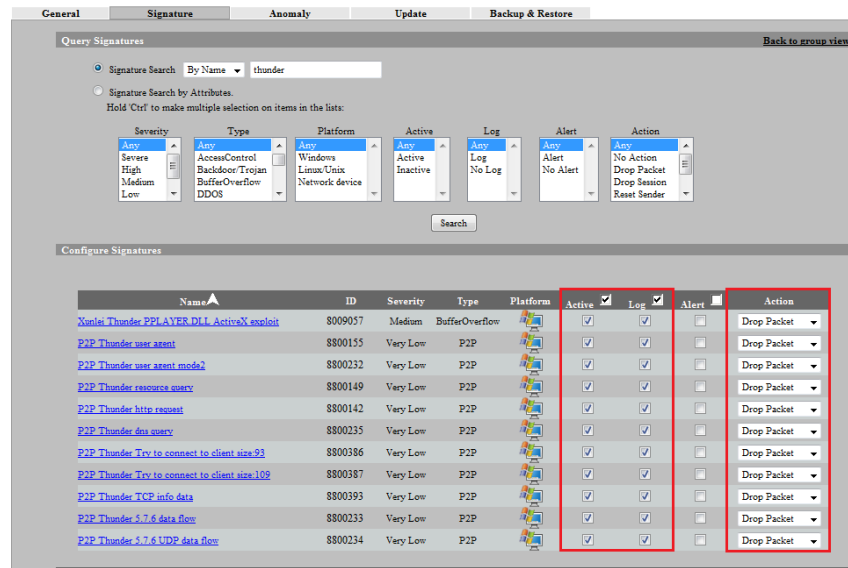 General Signature Anomaly Update Backup & Restore
Query Signatures Back to group view
Signature Search By Name thunder
Signature Search by Attributes.
Hold 'Ctrl' to make multiple selection on items in the lists:
Severity Type Platform Active Log Alert Action
Any Any Any Any Any Any Any
Severe AccessControl Windows Active Log Alert No Action
High Backdoor/Trojan Linux/Unix Inactive No Log No Alert Drop Packet
Medium BufferOverflow Network device Drop Session
Low DDOS Reset Sender
Search
Configure Signatures
Name ID Severity Type Platform Active Log Alert Action
Xunlei Thunder PPLAYER.DLL ActiveX exploit 8009057 Medium BufferOverflow Drop Packet
P2P Thunder user agent 8800155 Very Low P2P Drop Packet
P2P Thunder user agent mode2 8800232 Very Low P2P Drop Packet
P2P Thunder resource query 8800149 Very Low P2P Drop Packet
P2P Thunder http request 8800142 Very Low P2P Drop Packet
P2P Thunder dns query 8800235 Very Low P2P Drop Packet
P2P Thunder Try to connect to client size:93 8800386 Very Low P2P Drop Packet
P2P Thunder Try to connect to client size:109 8800387 Very Low P2P Drop Packet
P2P Thunder TCP info data 8800393 Very Low P2P Drop Packet
P2P Thunder 5.7.6 data flow 8800233 Very Low P2P Drop Packet
P2P Thunder 5.7.6 UDP data flow 8800234 Very Low P2P Drop Packet